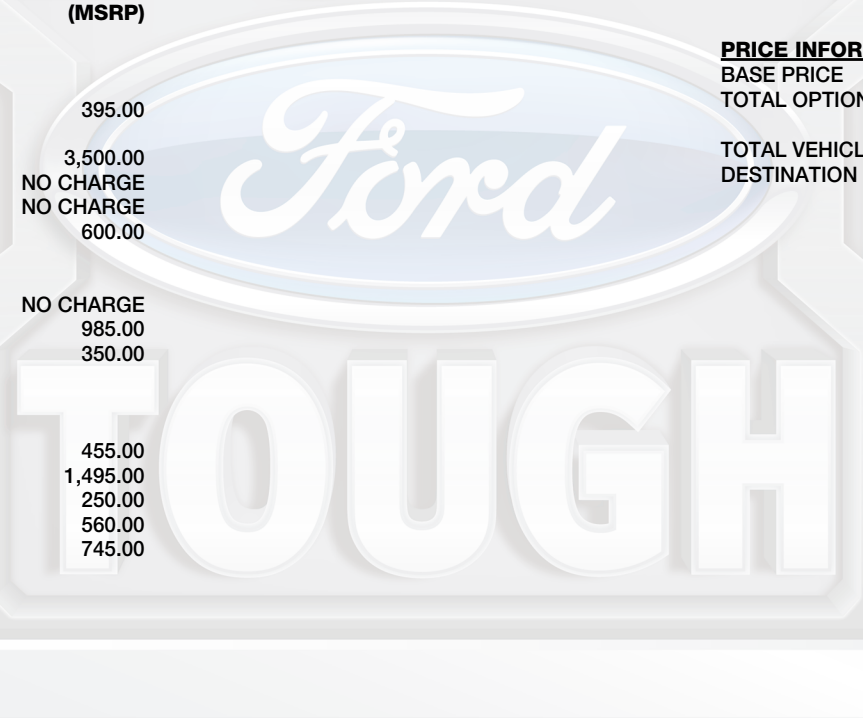 (MSRP)
395.00
3,500.00
NO CHARGE
NO CHARGE
600.00
NO CHARGE
985.00
350.00
455.00
1,495.00
250.00
560.00
745.00
PRICE INFOR
BASE PRICE
TOTAL OPTION
TOTAL VEHICL
DESTINATION
Ford
TOUGH